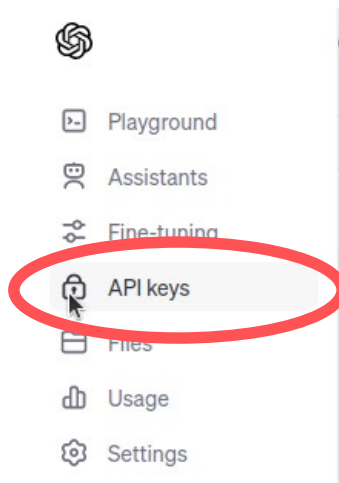 Playground
Assistants
Fine-tuning
API keys
Files
Usage
Settings